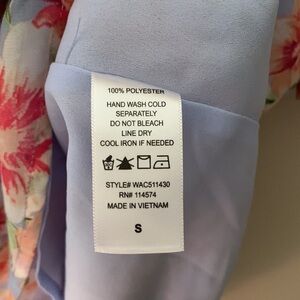 100% POLYESTER
HAND WASH COLD
SEPARATELY
DO NOT BLEACH
LINE DRY
COOL IRON IF NEEDED
STYLE# WAC511430
RN# 114574
MADE IN VIETNAM
S